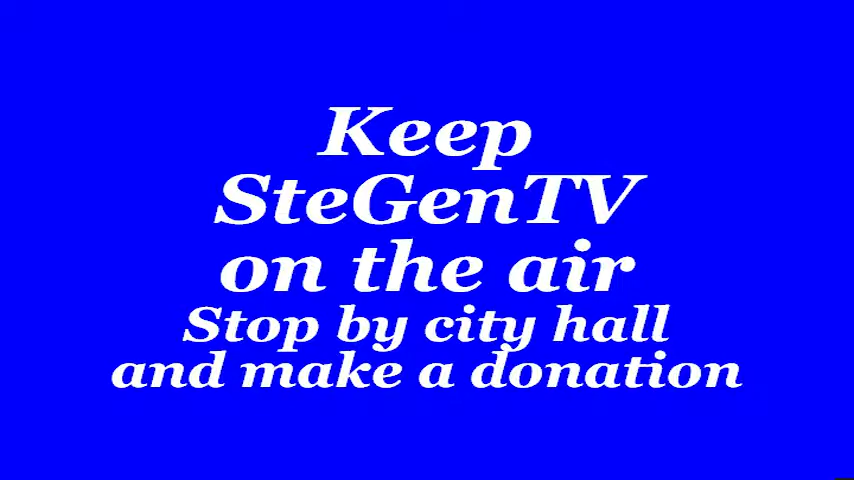 Keep
SteGenTV
on the air
Stop by city hall
and make a donation